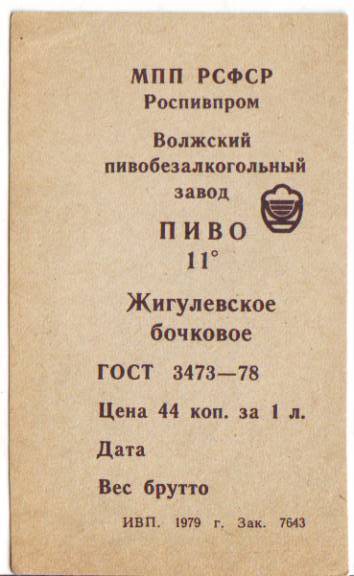 МПП РСФСР
Роспивпром
Волжский
пивобезалкогольный
завод
ПИВО
11°
Жигулевское
бочковое
ГОСТ 3473—78
Цена 44 коп. за 1 л.
Дата
Вес брутто
ИВП. 1979 г. Зак. 7643